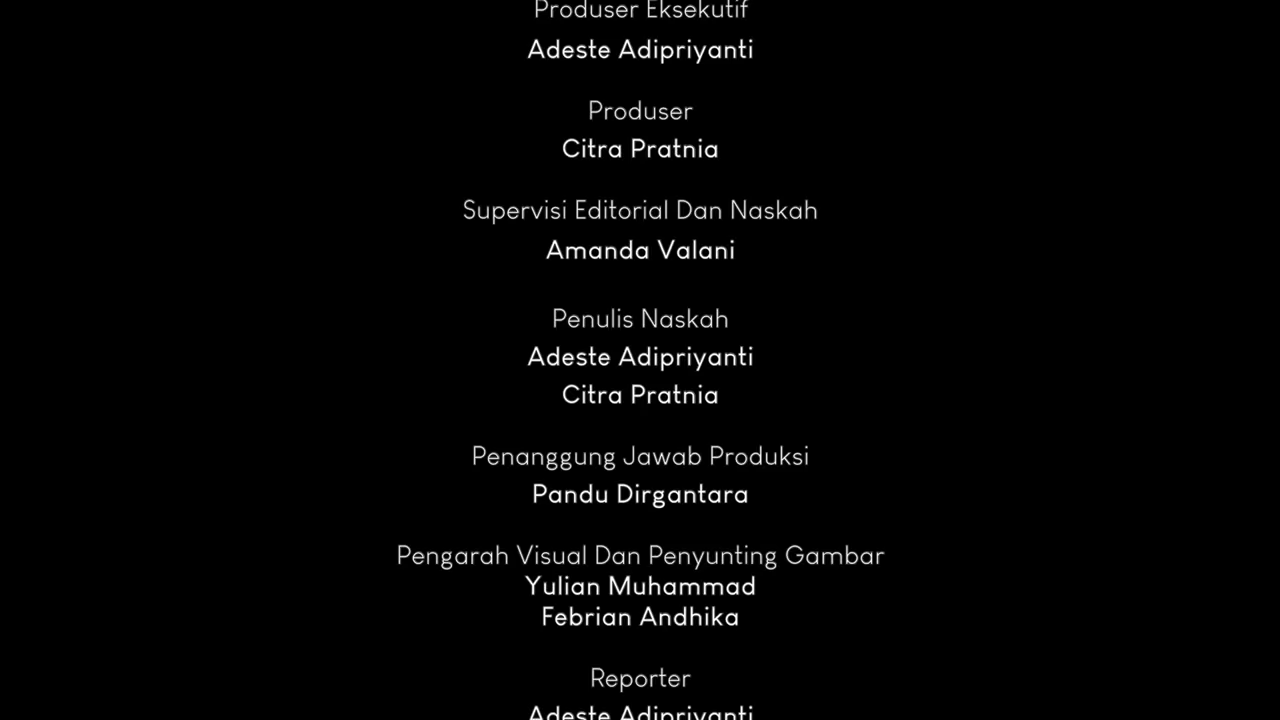 Produser Eksekutif
Adeste Adipriyanti
Produser
Citra Pratnia
Supervisi Editorial Dan Naskah
Amanda Valani
Penulis Naskah
Adeste Adipriyanti
Citra Pratnia
Penanggung Jawab Produksi
Pandu Dirgantara
Pengarah Visual Dan Penyunting Gambar
Yulian Muhammad
Febrian Andhika
Reporter
Adeste Adipriyanti